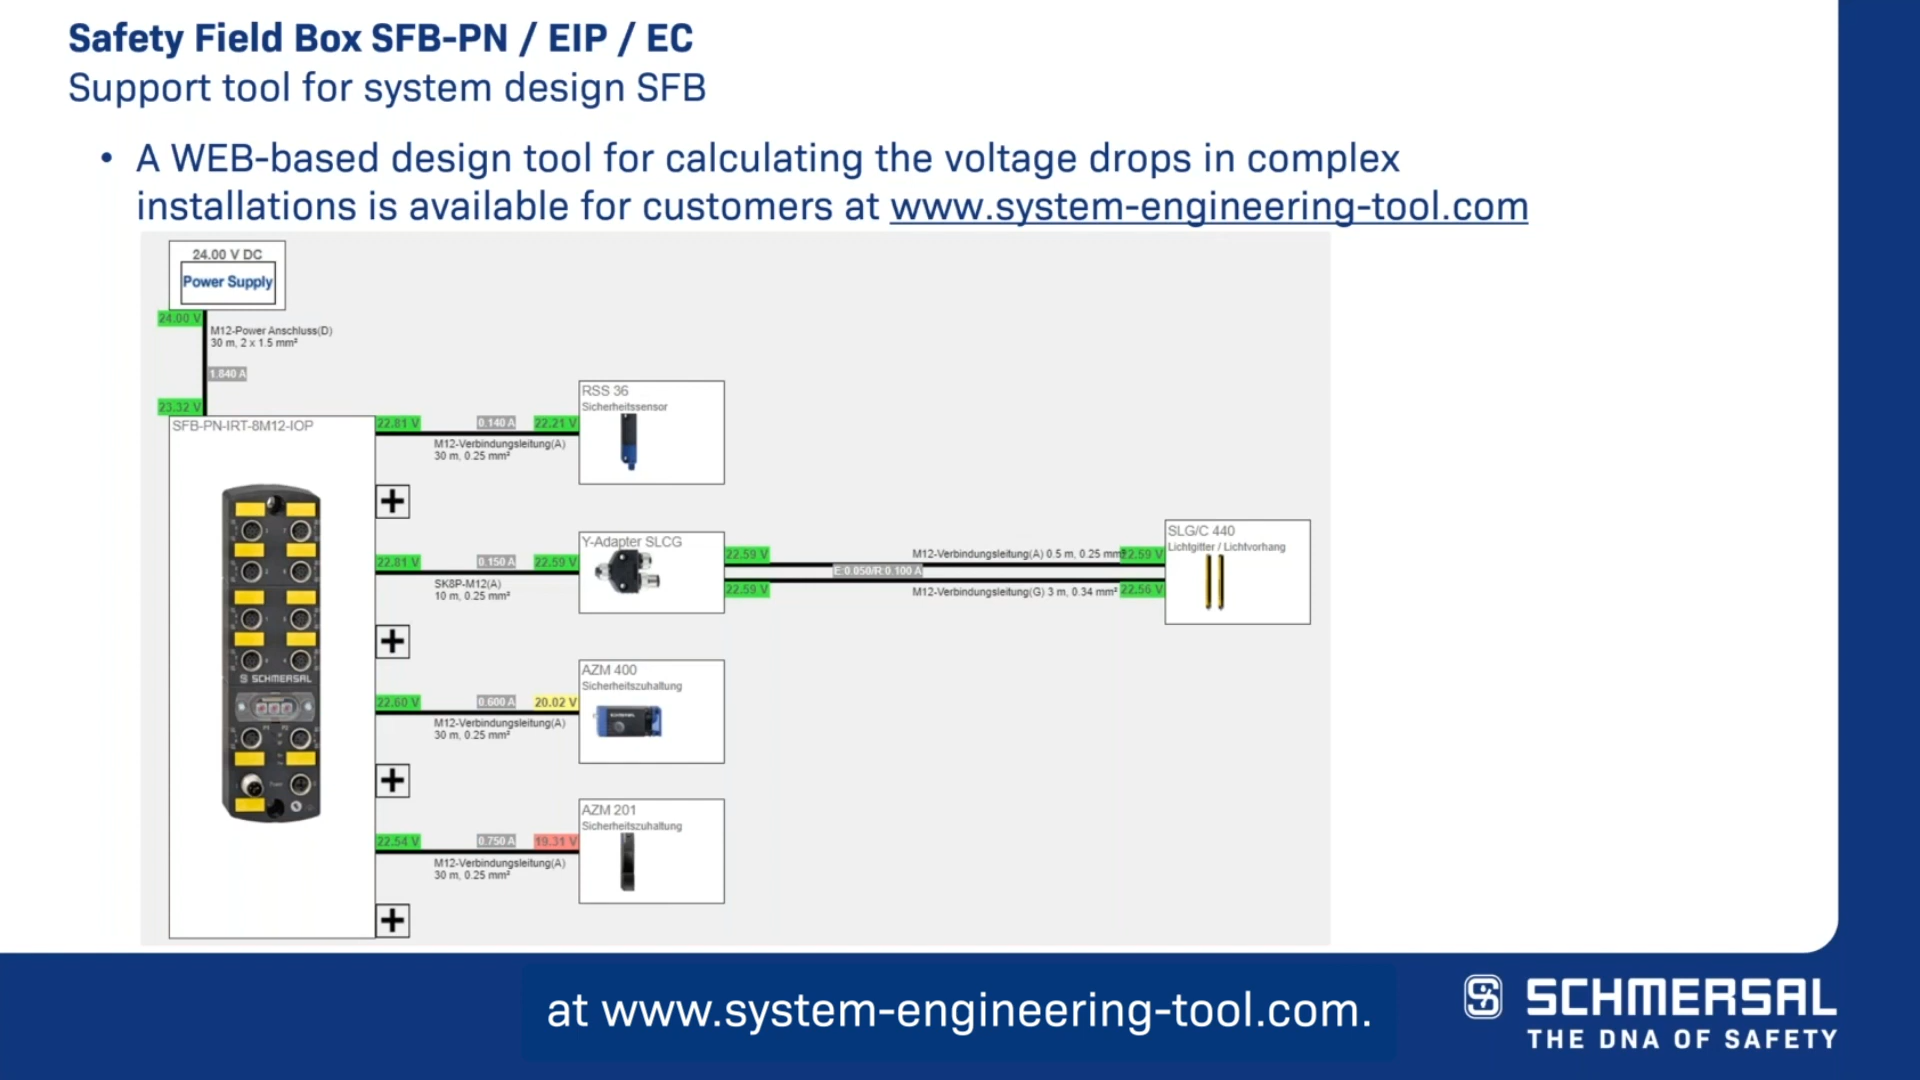 Safety Field Box SFB-PN / EIP / EC
Support tool for system design SFB
• A WEB-based design tool for calculating the voltage drops in complex
installations is available for customers at www.system-engineering-tool.com
24.00 V DC
Power Supply
24.00 V
M12-Power Anschluss(D)
30 m, 2 x 1.5 mm²
1.840 A
23.32 V
SFB-PN-IRT-8M12-IOP
SCHMERSAL
22.81 V
0.140 A
22.21 V
M12-Verbindungsleitung(A)
30 m, 0.25 mm²
RSS 36
Sicherheitssensor
22.81 V
0.150 A
22.59 V
SK8P-M12(A)
10 m, 0.25 mm²
Y-Adapter SLCG
22.59 V
M12-Verbindungsleitung(A) 0.5 m, 0.25 mm²
22.59 V
E:0.050/R:0.100 A
22.59 V
M12-Verbindungsleitung(G) 3 m, 0.34 mm²
22.56 V
SLG/C 440
Lichtgitter / Lichtvorhang
22.60 V
0.600 A
20.02 V
M12-Verbindungsleitung(A)
30 m, 0.25 mm²
AZM 400
Sicherheitszuhaltung
22.54 V
0.750 A
19.31 V
M12-Verbindungsleitung(A)
30 m, 0.25 mm²
AZM 201
Sicherheitszuhaltung
at www.system-engineering-tool.com.
SCHMERSAL
THE DNA OF SAFETY